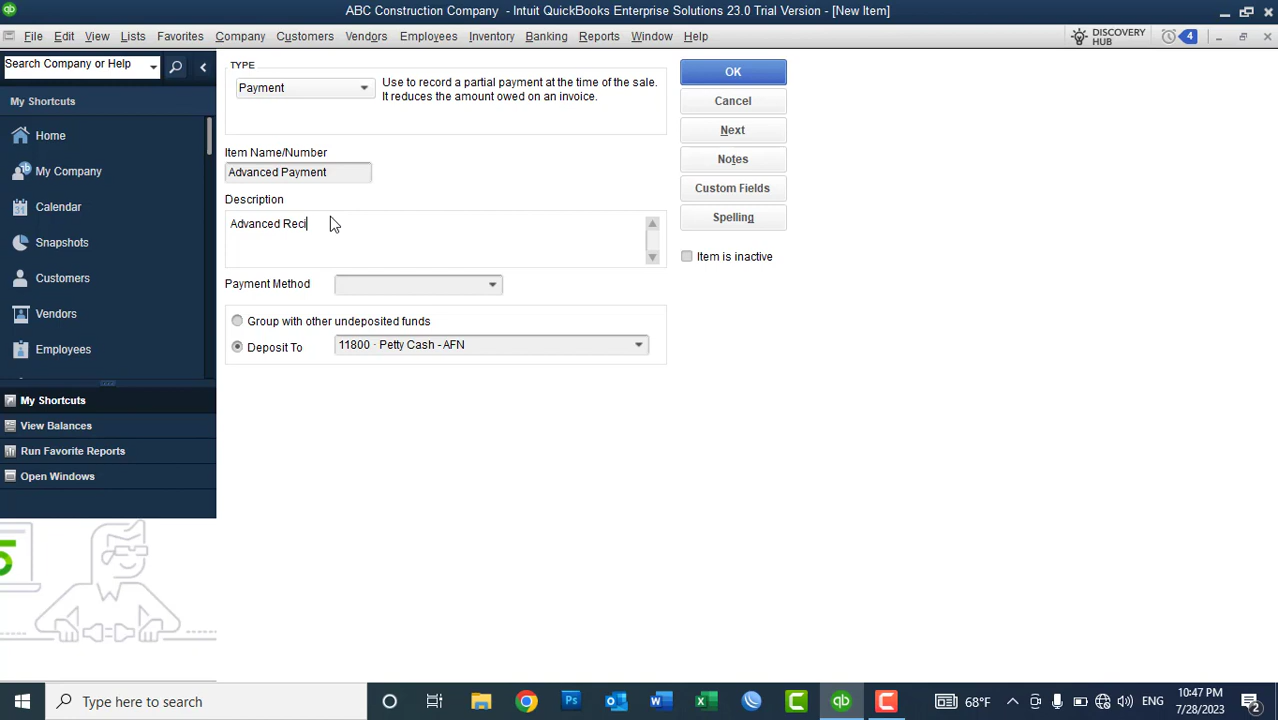 ABC Construction Company - Intuit QuickBooks Enterprise Solutions 23.0 Trial Version - [New Item]
File Edit View Lists Favorites Company Customers Vendors Employees Inventory Banking Reports Window Help DISCOVERY HUB 4
Search Company or Help
My Shortcuts
Home
My Company
Calendar
Snapshots
Customers
Vendors
Employees
My Shortcuts
View Balances
Run Favorite Reports
Open Windows
TYPE
Payment
Use to record a partial payment at the time of the sale.
It reduces the amount owed on an invoice.
Item Name/Number
Advanced Payment
Description
Advanced Reci
Payment Method
Group with other undeposited funds
Deposit To 11800 · Petty Cash - AFN
OK
Cancel
Next
Notes
Custom Fields
Spelling
Item is inactive
Type here to search
68°F
ENG
10:47 PM
7/28/2023
2